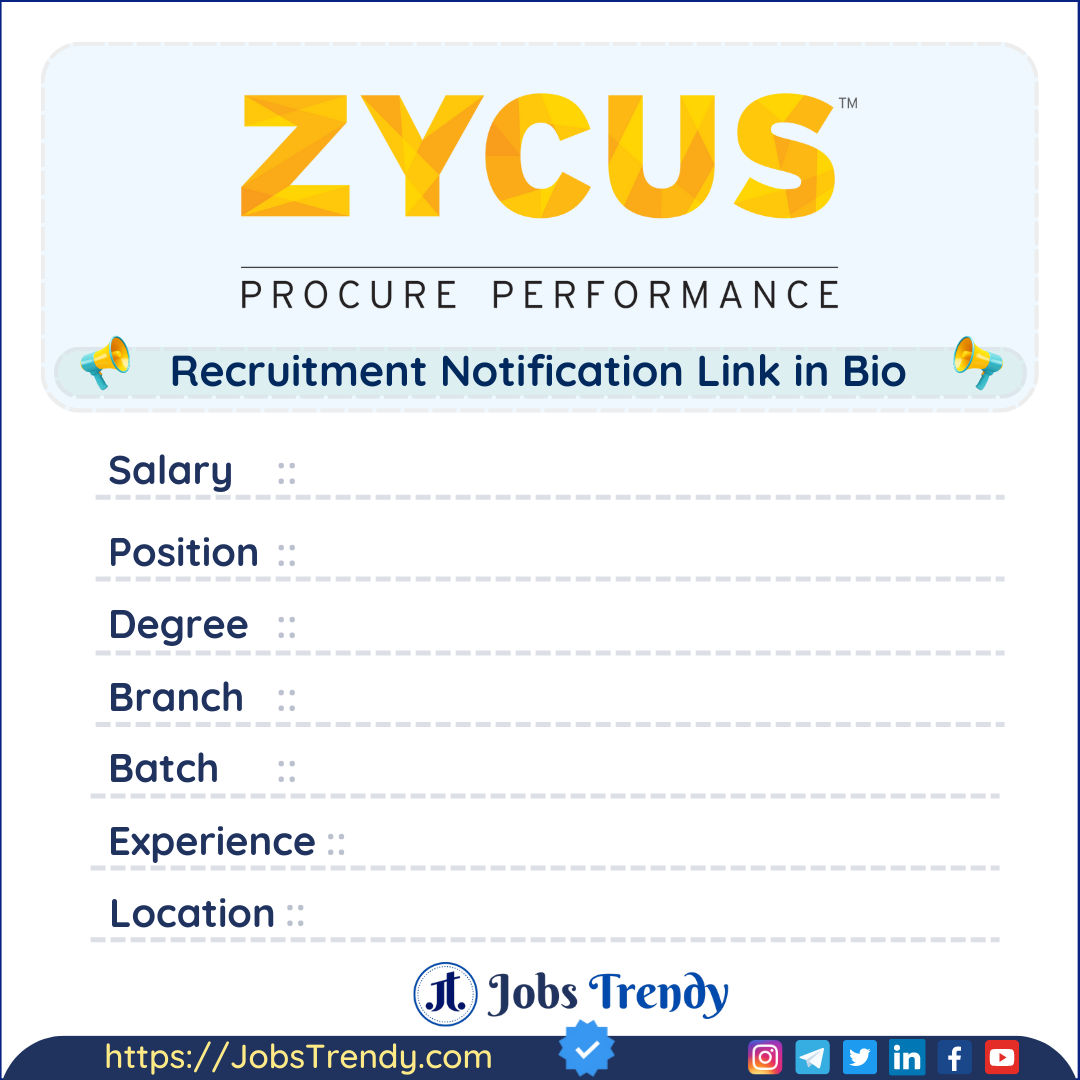 ZYCUS™
PROCURE PERFORMANCE
Recruitment Notification Link in Bio
Salary ::
Position ::
Degree ::
Branch ::
Batch ::
Experience ::
Location ::
JT Jobs Trendy
https://JobsTrendy.com